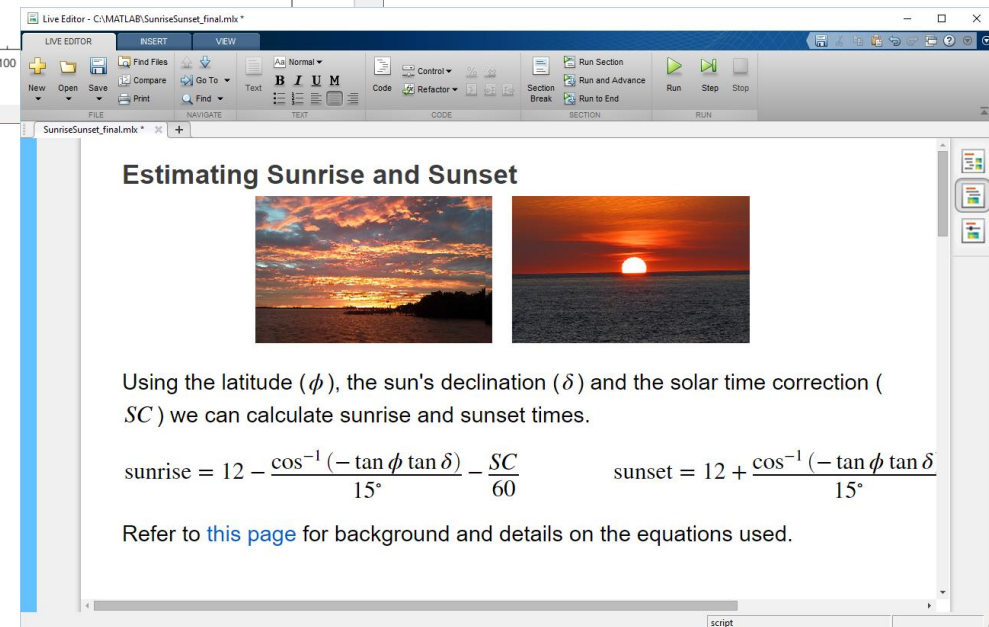 Live Editor - C:\MATLAB\SunriseSunset_final.mlx *
LIVE EDITOR INSERT VIEW
100
New Open Save
Find Files
Compare
Print
Go To
Find
Text
Aa Normal
B I U M
Code
Control
Refactor
Section Break
Run Section
Run and Advance
Run to End
Run Step Stop
FILE NAVIGATE TEXT CODE SECTION RUN
SunriseSunset_final.mlx * × +
Estimating Sunrise and Sunset
Using the latitude (ϕ), the sun's declination (δ) and the solar time correction (
SC) we can calculate sunrise and sunset times.
sunrise = 12 − cos⁻¹ (− tan ϕ tan δ) / 15° − SC / 60 sunset = 12 + cos⁻¹ (− tan ϕ tan δ / 15°
Refer to this page for background and details on the equations used.
script